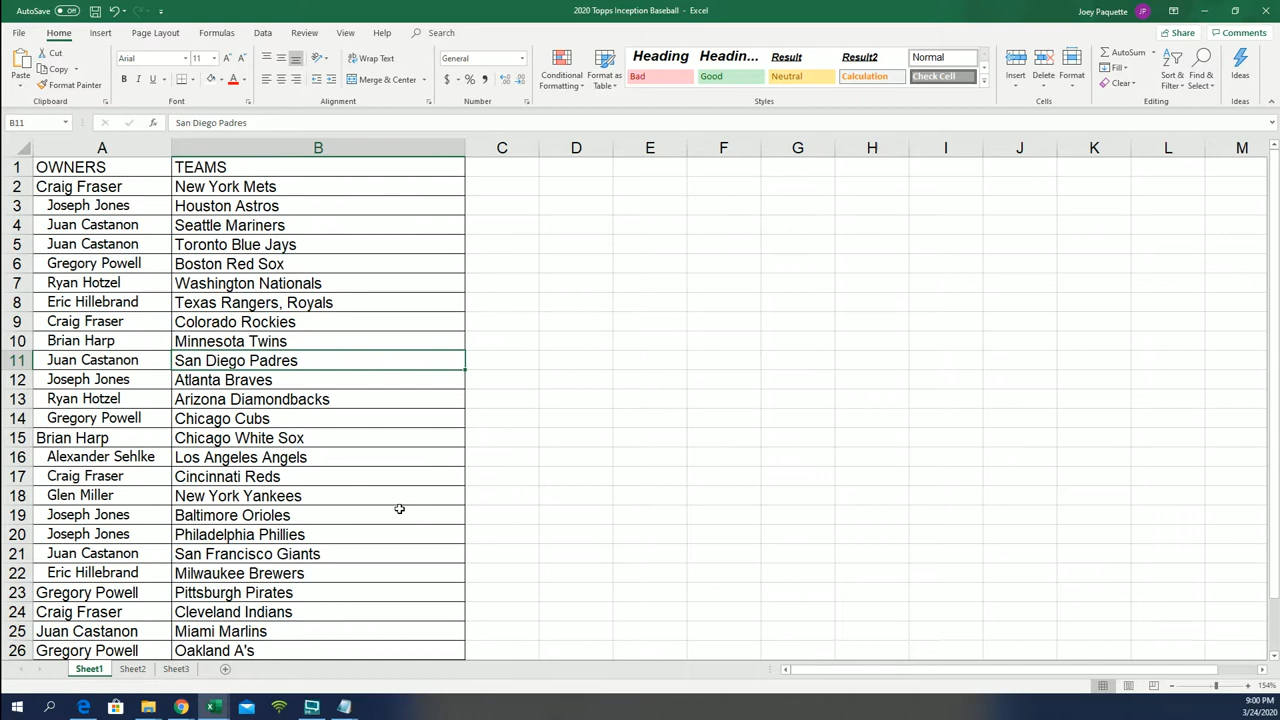 AutoSave Off 2020 Topps Inception Baseball - Excel Joey Paquette JP
File Home Insert Page Layout Formulas Data Review View Help Search Share Comments
Paste Cut Copy Format Painter Clipboard
Arial 11 A A B I U A Font
Wrap Text Merge & Center Alignment
General $ % , Number
Conditional Formatting Format as Table
Heading Headin... Result Result2 Normal
Bad Good Neutral Calculation Check Cell
Styles
Insert Delete Format Cells
AutoSum Fill Clear Sort & Filter Find & Select Editing
Ideas Ideas
B11 fx San Diego Padres
A B C D E F G H I J K L M
1 OWNERS TEAMS
2 Craig Fraser New York Mets
3 Joseph Jones Houston Astros
4 Juan Castanon Seattle Mariners
5 Juan Castanon Toronto Blue Jays
6 Gregory Powell Boston Red Sox
7 Ryan Hotzel Washington Nationals
8 Eric Hillebrand Texas Rangers, Royals
9 Craig Fraser Colorado Rockies
10 Brian Harp Minnesota Twins
11 Juan Castanon San Diego Padres
12 Joseph Jones Atlanta Braves
13 Ryan Hotzel Arizona Diamondbacks
14 Gregory Powell Chicago Cubs
15 Brian Harp Chicago White Sox
16 Alexander Sehlke Los Angeles Angels
17 Craig Fraser Cincinnati Reds
18 Glen Miller New York Yankees
19 Joseph Jones Baltimore Orioles
20 Joseph Jones Philadelphia Phillies
21 Juan Castanon San Francisco Giants
22 Eric Hillebrand Milwaukee Brewers
23 Gregory Powell Pittsburgh Pirates
24 Craig Fraser Cleveland Indians
25 Juan Castanon Miami Marlins
26 Gregory Powell Oakland A's
Sheet1 Sheet2 Sheet3
154%
9:00 PM
3/24/2020